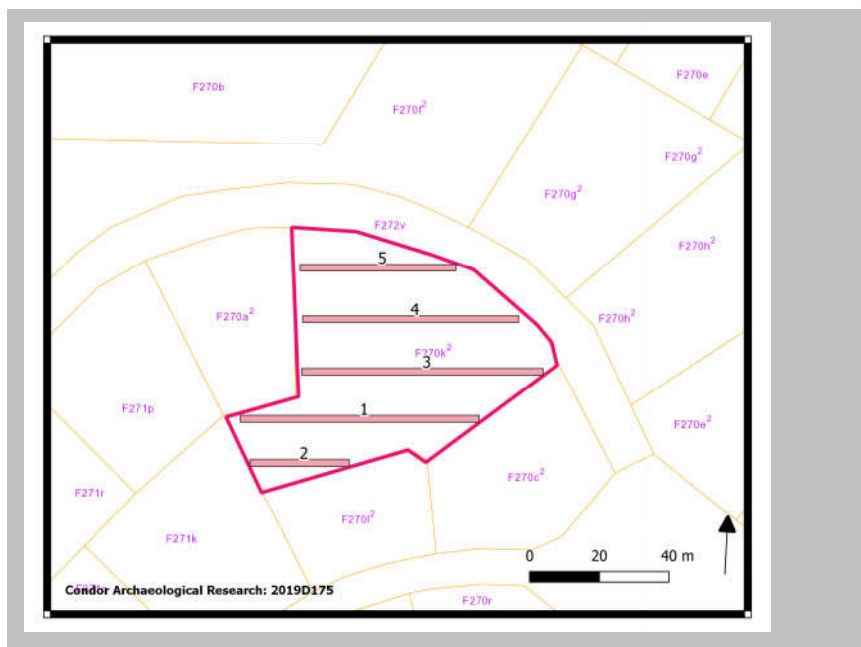 F270b
F270f²
F270e
F270g²
F270g²
F272v
F270h²
5
F270a²
4
F270h²
F270k²
3
F271p
1
F270e²
2
F270c²
F271r
F270l²
F271k
0 20 40 m
Condor Archaeological Research: 2019D175
F270r